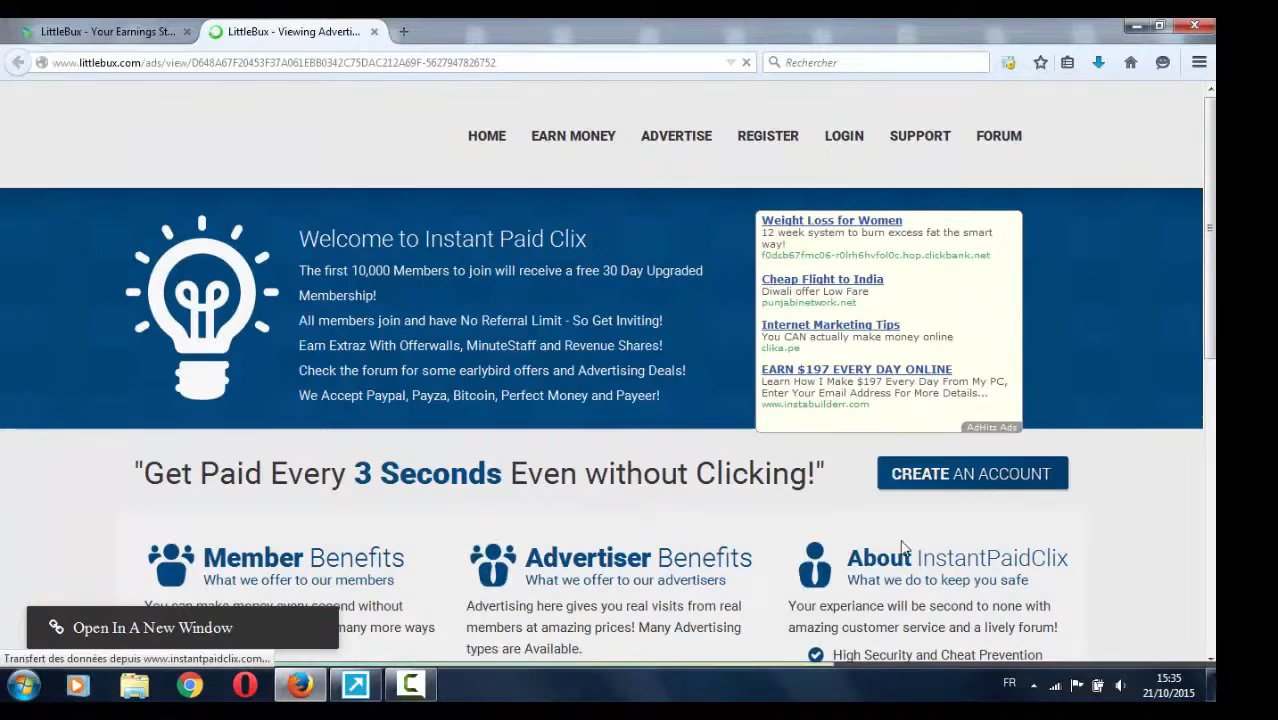 LittleBux - Your Earnings St...
LittleBux - Viewing Adverti...
www.littlebux.com/ads/view/D648A67F20453F37A061EBB0342C75DAC212A69F-5627947826752
Rechercher
HOME EARN MONEY ADVERTISE REGISTER LOGIN SUPPORT FORUM
Welcome to Instant Paid Clix
The first 10,000 Members to join will receive a free 30 Day Upgraded
Membership!
All members join and have No Referral Limit - So Get Inviting!
Earn Extraz With Offerwalls, MinuteStaff and Revenue Shares!
Check the forum for some earlybird offers and Advertising Deals!
We Accept Paypal, Payza, Bitcoin, Perfect Money and Payeer!
Weight Loss for Women
12 week system to burn excess fat the smart
way!
f0dcb67fmc06-r0lrh6hvfol0c.hop.clickbank.net
Cheap Flight to India
Diwali offer Low Fare
punjabinetwork.net
Internet Marketing Tips
You CAN actually make money online
clika.pe
EARN $197 EVERY DAY ONLINE
Learn How I Make $197 Every Day From My PC,
Enter Your Email Address For More Details...
www.instabuilderr.com
AdHitz Ads
"Get Paid Every 3 Seconds Even without Clicking!"
CREATE AN ACCOUNT
Member Benefits
What we offer to our members
You can make money every second without
many more ways
Advertiser Benefits
What we offer to our advertisers
Advertising here gives you real visits from real
members at amazing prices! Many Advertising
types are Available.
About InstantPaidClix
What we do to keep you safe
Your experiance will be second to none with
amazing customer service and a lively forum!
High Security and Cheat Prevention
Open In A New Window
Transfert des données depuis www.instantpaidclix.com...
FR
15:35
21/10/2015